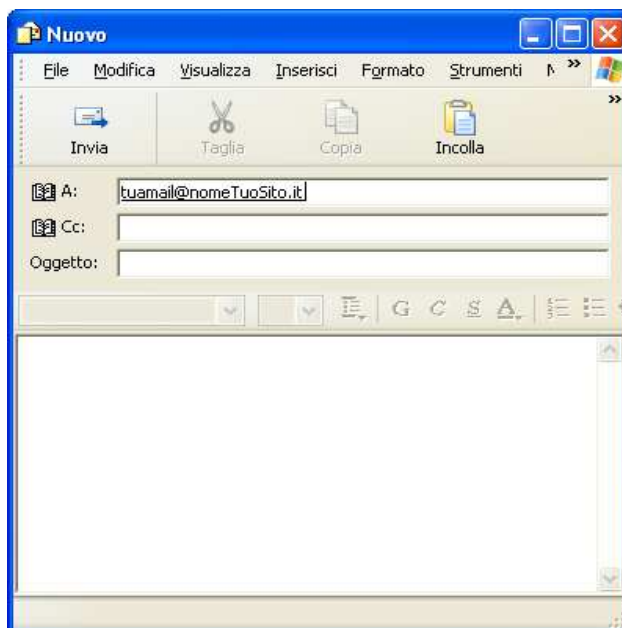 Nuovo
File Modifica Visualizza Inserisci Formato Strumenti
Invia Taglia Copia Incolla
A: tuamail@nomeTuoSito.it
Cc:
Oggetto:
G C S A